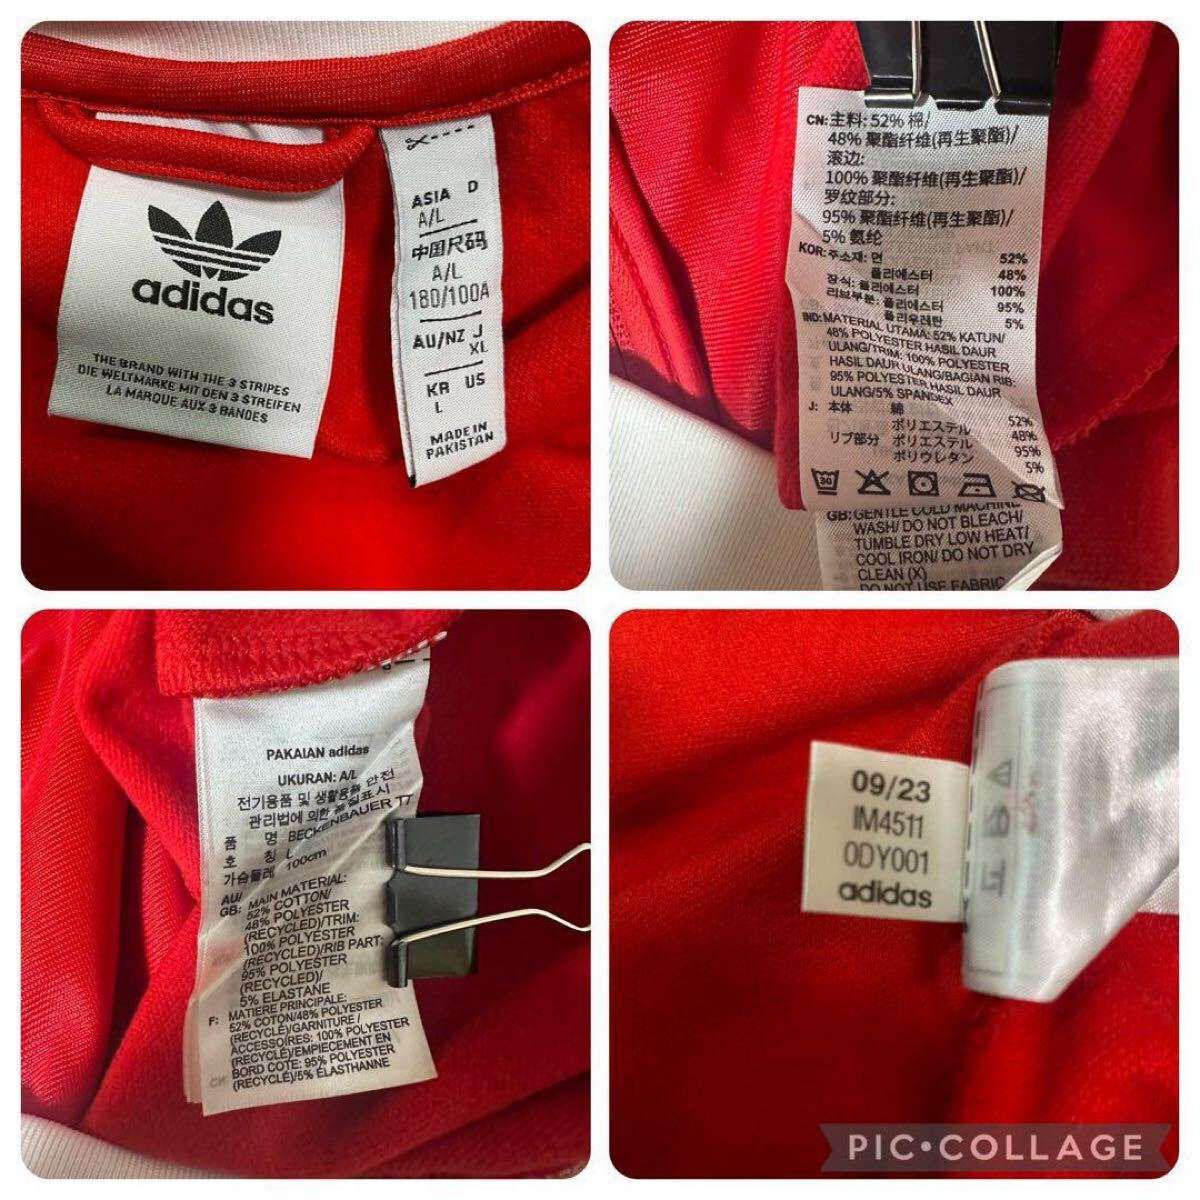 adidas
THE BRAND WITH THE 3 STRIPES
DIE WELTMARKE MIT DEN 3 STREIFEN
LA MARQUE AUX 3 BANDES
ASIA D
A/L
中国尺码
A/L
180/100A
AU/NZ J
XL
KR US
L
MADE IN
PAKISTAN
CN: 主料: 52% 棉/
48% 聚酯纤维(再生聚酯)/
滚边:
100% 聚酯纤维(再生聚酯)/
罗纹部分:
95% 聚酯纤维(再生聚酯)/
5% 氨纶
KOR: 주소재: 면 52%
폴리에스터 48%
장식: 폴리에스터 100%
리브부분: 폴리에스터 95%
폴리우레탄 5%
IND: MATERIAL UTAMA: 52% KATUN/
48% POLYESTER HASIL DAUR
ULANG/TRIM: 100% POLYESTER
HASIL DAUR ULANG/BAGIAN RIB:
95% POLYESTER HASIL DAUR
ULANG/5% SPANDEX
J: 本体 綿 52%
ポリエステル 48%
リブ部分 ポリエステル 95%
ポリウレタン 5%
30
GB: GENTLE COLD MACHINE
WASH/ DO NOT BLEACH/
TUMBLE DRY LOW HEAT/
COOL IRON/ DO NOT DRY
CLEAN (X)
DO NOT USE FABRIC
PAKAIAN adidas
UKURAN: A/L
전기용품 및 생활용품 안전
관리법에 의한 품질표시
품 명 BECKENBAUER TT
호 칭 L
가슴둘레 100cm
AU/
GB: MAIN MATERIAL:
52% COTTON/
48% POLYESTER
(RECYCLED)/TRIM:
100% POLYESTER
(RECYCLED)/RIB PART:
95% POLYESTER
(RECYCLED)/
5% ELASTANE
F: MATIERE PRINCIPALE:
52% COTON/48% POLYESTER
(RECYCLÉ)/GARNITURE /
ACCESSOIRES: 100% POLYESTER
(RECYCLÉ)/EMPIECEMENT EN
BORD COTE: 95% POLYESTER
(RECYCLÉ)/5% ÉLASTHANNE
09/23
IM4511
0DY001
adidas
PIC•COLLAGE